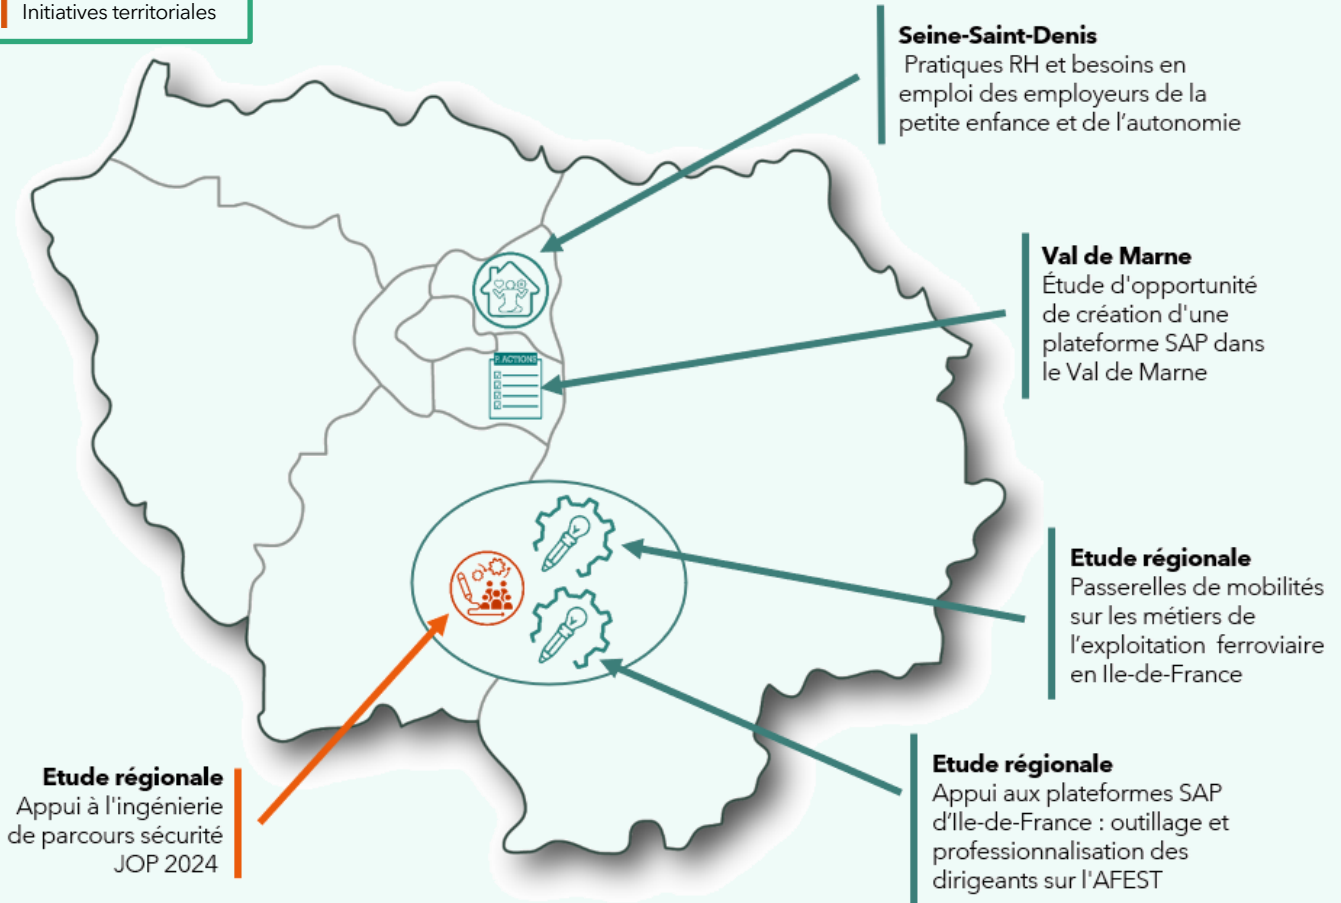 Initiatives territoriales
Seine-Saint-Denis
Pratiques RH et besoins en
emploi des employeurs de la
petite enfance et de l'autonomie
Val de Marne
Étude d'opportunité
de création d'une
plateforme SAP dans
le Val de Marne
P. ACTIONS
Etude régionale
Passerelles de mobilités
sur les métiers de
l'exploitation ferroviaire
en Ile-de-France
Etude régionale
Appui à l'ingénierie
de parcours sécurité
JOP 2024
Etude régionale
Appui aux plateformes SAP
d'Ile-de-France : outillage et
professionnalisation des
dirigeants sur l'AFEST